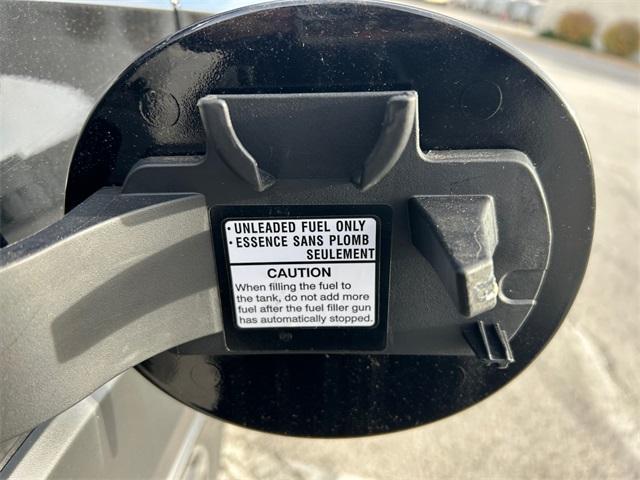 · UNLEADED FUEL ONLY
· ESSENCE SANS PLOMB
SEULEMENT
CAUTION
When filling the fuel to
the tank, do not add more
fuel after the fuel filler gun
has automatically stopped.